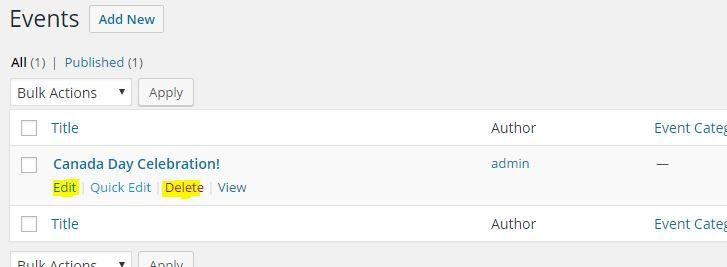 Events Add New
All (1) | Published (1)
Bulk Actions Apply
Title Author Event Categ
Canada Day Celebration! admin —
Edit | Quick Edit | Delete | View
Title Author Event Categ
Bulk Actions Apply